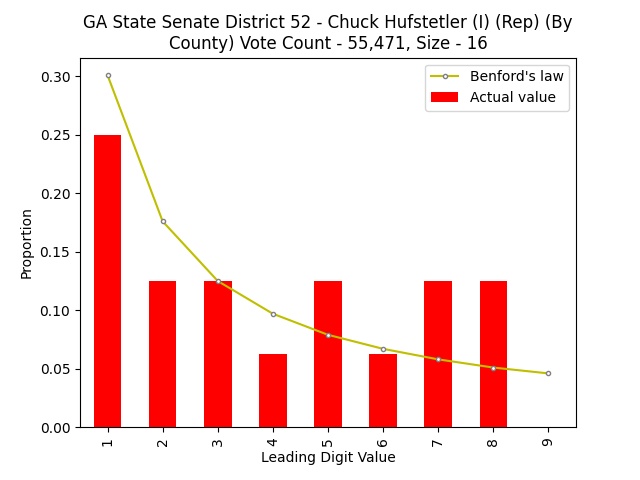 GA State Senate District 52 - Chuck Hufstetler (I) (Rep) (By
County) Vote Count - 55,471, Size - 16
Benford's law
Actual value
0.30
0.25
0.20
0.15
0.10
0.05
0.00
Proportion
1 2 3 4 5 6 7 8 9
Leading Digit Value